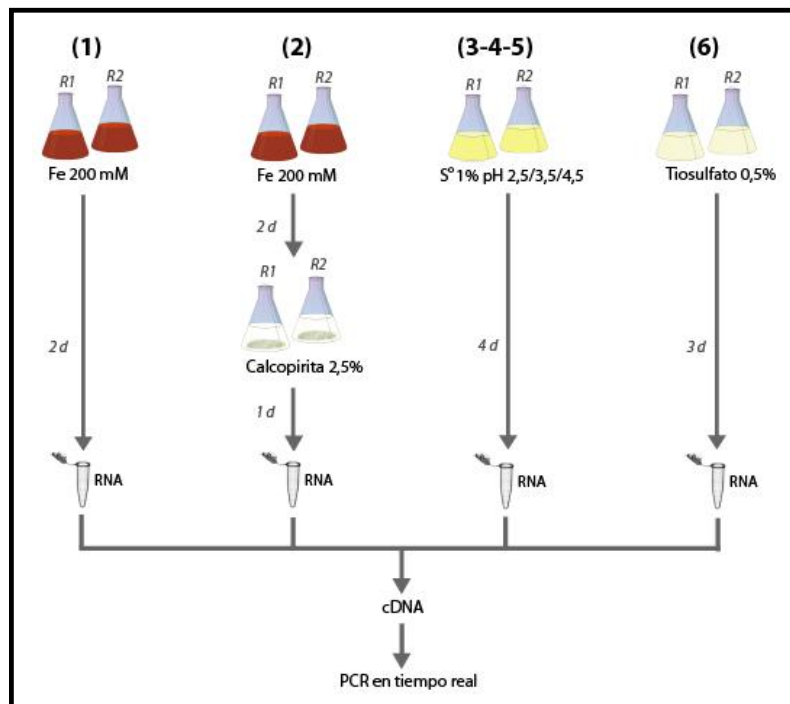 (1)
(2)
(3-4-5)
(6)
R1
R2
R1
R2
R1
R2
R1
R2
Fe 200 mM
Fe 200 mM
S° 1% pH 2,5/3,5/4,5
Tiosulfato 0,5%
2 d
R1
R2
2 d
4 d
3 d
Calcopirita 2,5%
1 d
RNA
RNA
RNA
RNA
cDNA
PCR en tiempo real